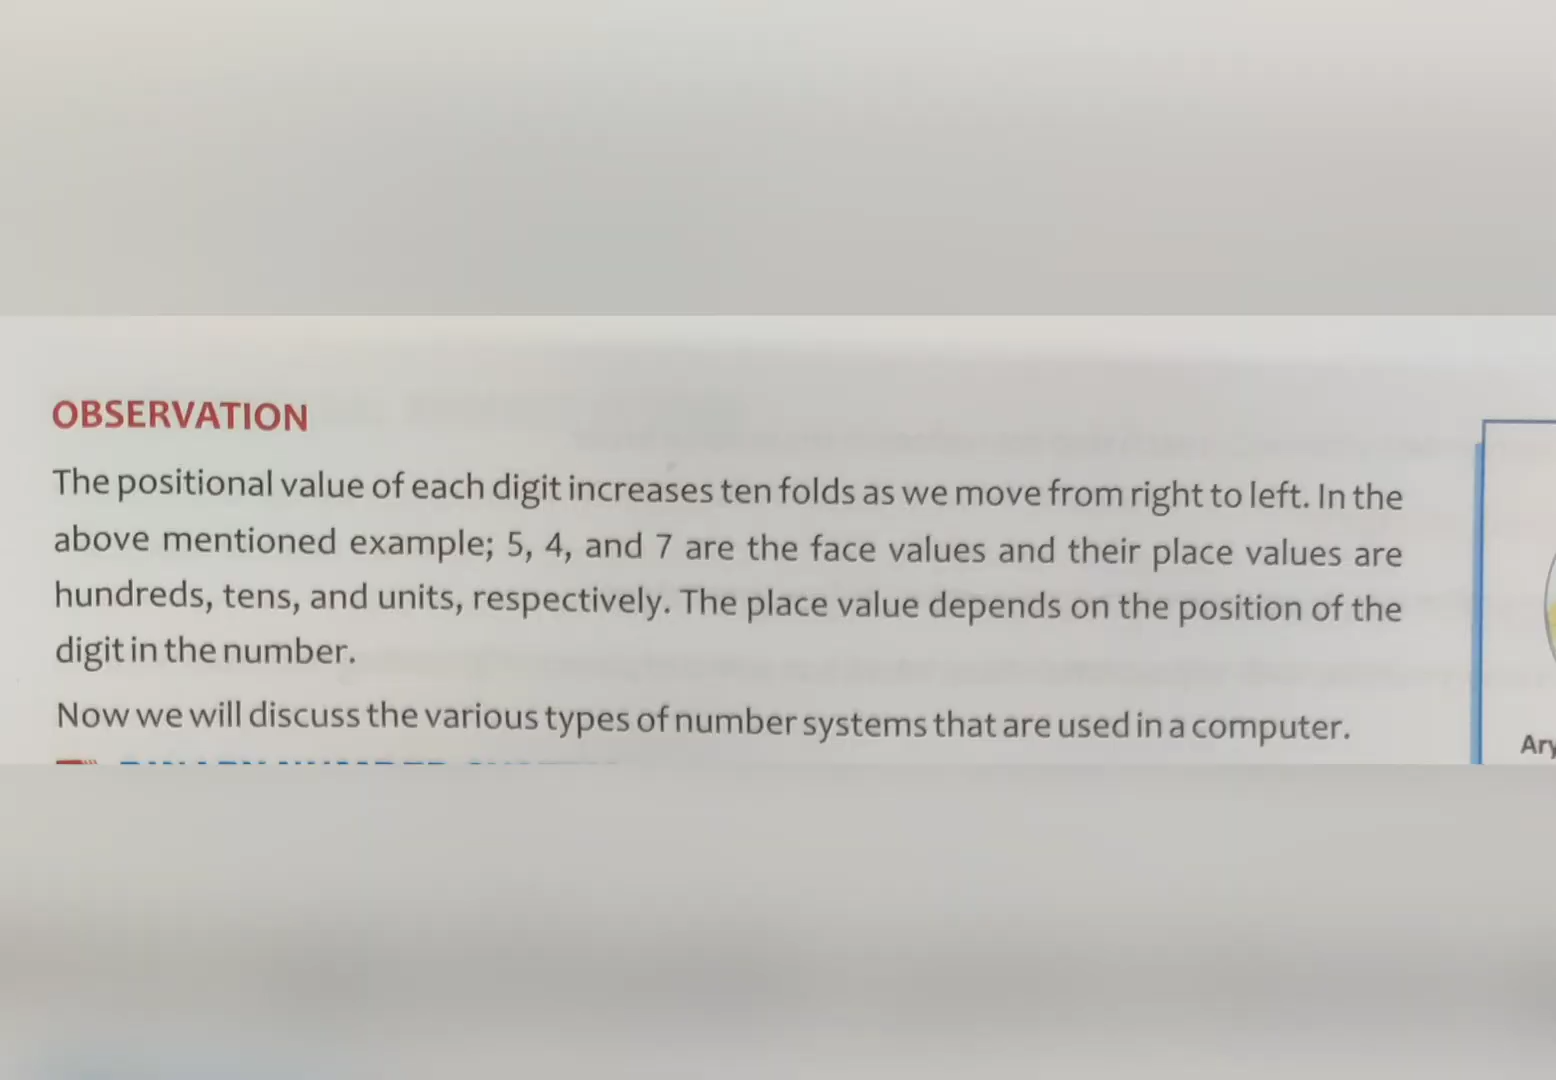 OBSERVATION
The positional value of each digit increases ten folds as we move from right to left. In the
above mentioned example; 5, 4, and 7 are the face values and their place values are
hundreds, tens, and units, respectively. The place value depends on the position of the
digit in the number.
Now we will discuss the various types of number systems that are used in a computer.
Ary